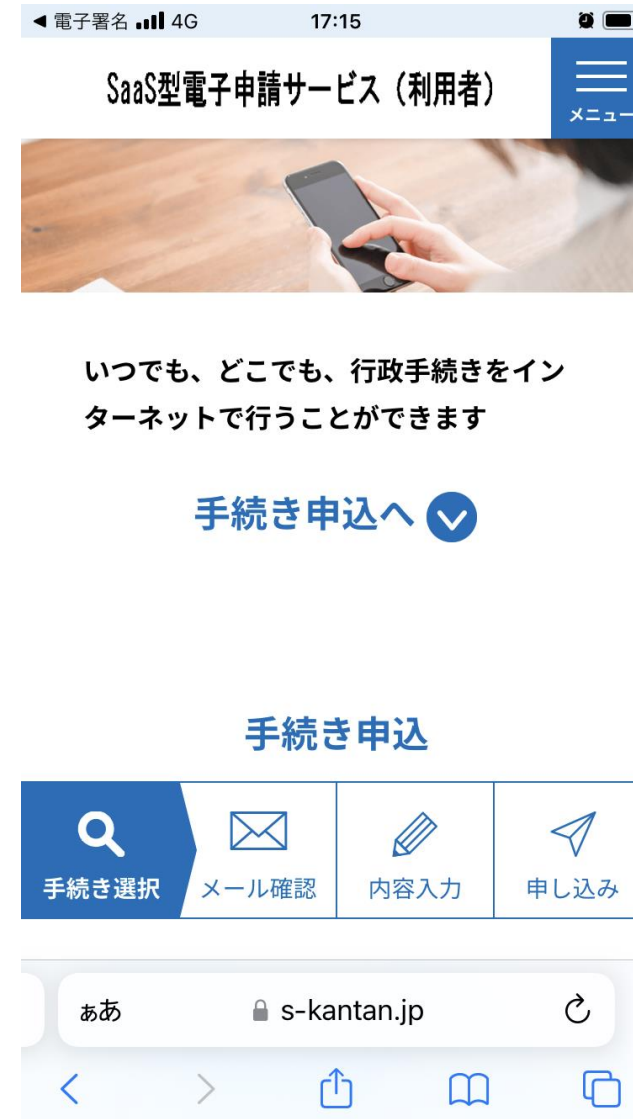 ◀ 電子署名 4G 17:15
SaaS型電子申請サービス（利用者）
メニュー
いつでも、どこでも、行政手続きをイン
ターネットで行うことができます
手続き申込へ
手続き申込
手続き選択 メール確認 内容入力 申し込み
ぁあ s-kantan.jp